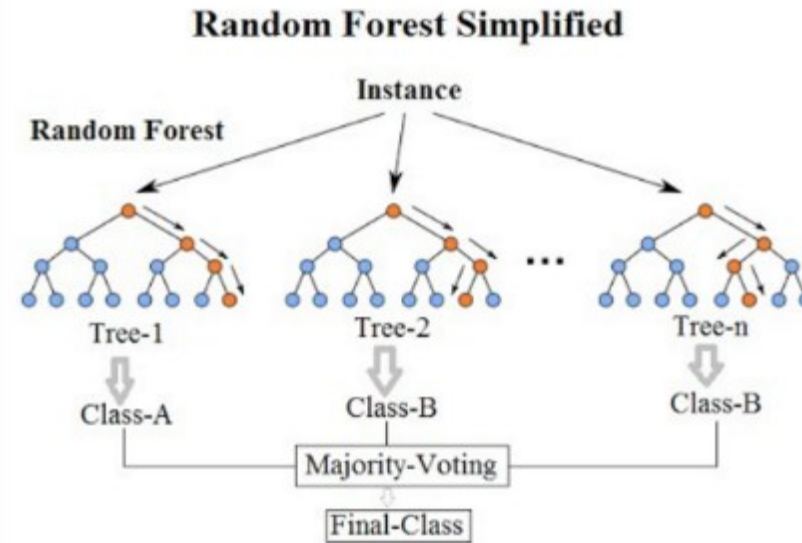 Random Forest Simplified
Instance
Random Forest
...
Tree-1
Tree-2
Tree-n
Class-A
Class-B
Class-B
Majority-Voting
Final-Class